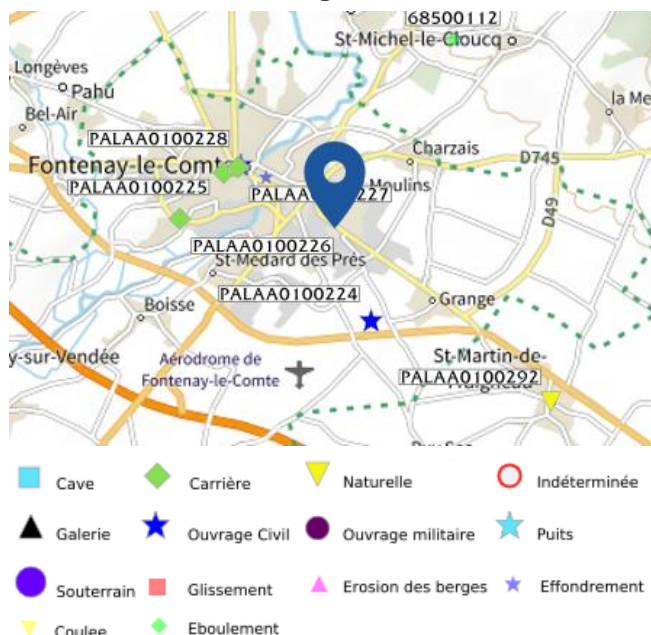 68500112
St-Michel-le-Cloucq
Longèves
Pahu
la Me
Bel-Air
PALAA0100228
Charzais
D745
Fontenay-le-Comte
PALAA0100225
Moulins
D49
PALAA0100226
St-Médard des Prés
PALAA0100224
Grange
Boisse
y-sur-Vendée
Aérodrome de
Fontenay-le-Comte
St-Martin-de-
PALAA0100292
Cave
Carrière
Naturelle
Indéterminée
Galerie
Ouvrage Civil
Ouvrage militaire
Puits
Souterrain
Glissement
Erosion des berges
Effondrement
Coulee
Eboulement